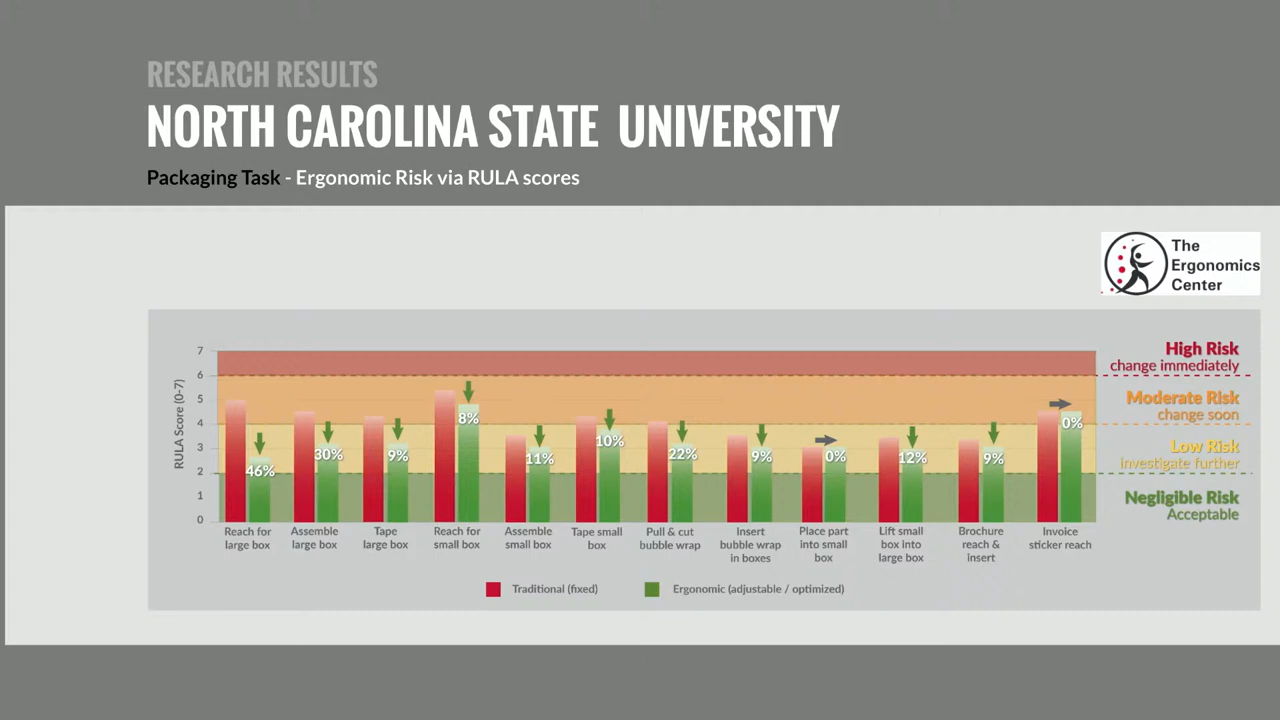 RESEARCH RESULTS
NORTH CAROLINA STATE UNIVERSITY
Packaging Task - Ergonomic Risk via RULA scores
The
Ergonomics
Center
RULA Score (0-7)
7
6
5
4
3
2
1
0
46%
30%
9%
8%
11%
10%
22%
9%
0%
12%
9%
0%
High Risk
change immediately
Moderate Risk
change soon
Low Risk
investigate further
Negligible Risk
Acceptable
Reach for
large box
Assemble
large box
Tape
large box
Reach for
small box
Assemble
small box
Tape small
box
Pull & cut
bubble wrap
Insert
bubble wrap
in boxes
Place part
into small
box
Lift small
box into
large box
Brochure
reach &
insert
Invoice
sticker reach
Traditional (fixed)
Ergonomic (adjustable / optimized)